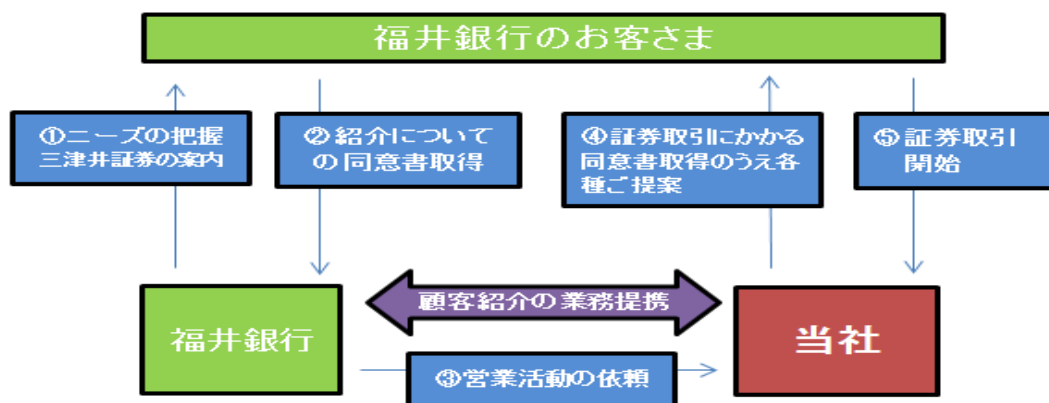 福井銀行のお客さま
①ニーズの把握
三津井証券の案内
②紹介について
の同意書取得
④証券取引にかかる
同意書取得のうえ各
種ご提案
⑤証券取引
開始
顧客紹介の業務提携
福井銀行
当社
③営業活動の依頼